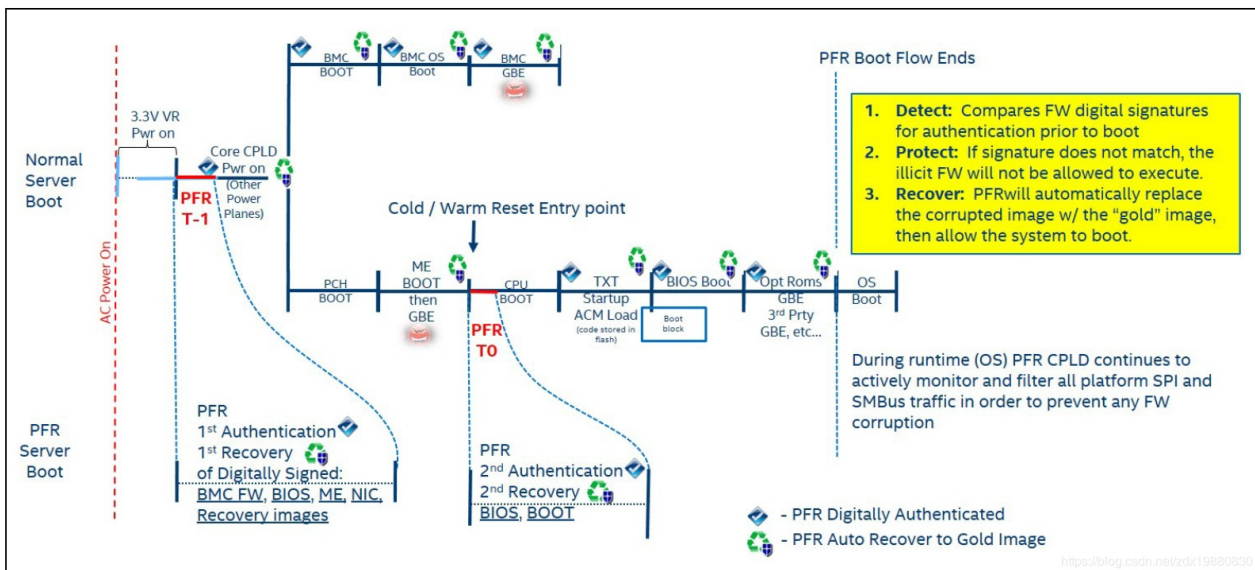 BMC
BOOT
BMC OS
Boot
BMC
GBE
PFR Boot Flow Ends
1. Detect: Compares FW digital signatures
for authentication prior to boot
2. Protect: If signature does not match, the
illicit FW will not be allowed to execute.
3. Recover: PFRwill automatically replace
the corrupted image w/ the “gold” image,
then allow the system to boot.
3.3V VR
Pwr on
Normal
Server
Boot
PFR
T-1
Core CPLD
Pwr on
(Other
Power
Planes)
AC Power On
Cold / Warm Reset Entry point
PCH
BOOT
ME
BOOT
then
GBE
PFR
T0
CPU
BOOT
TXT
Startup
ACM Load
(code stored in
flash)
BIOS Boot
Boot
block
Opt Roms
GBE
3rd Prty
GBE, etc...
OS
Boot
During runtime (OS) PFR CPLD continues to
actively monitor and filter all platform SPI and
SMBus traffic in order to prevent any FW
corruption
PFR
Server
Boot
PFR
1st Authentication
1st Recovery
of Digitally Signed:
BMC FW, BIOS, ME, NIC,
Recovery images
PFR
2nd Authentication
2nd Recovery
BIOS, BOOT
- PFR Digitally Authenticated
- PFR Auto Recover to Gold Image
https://blog.csdn.net/zdx19880830